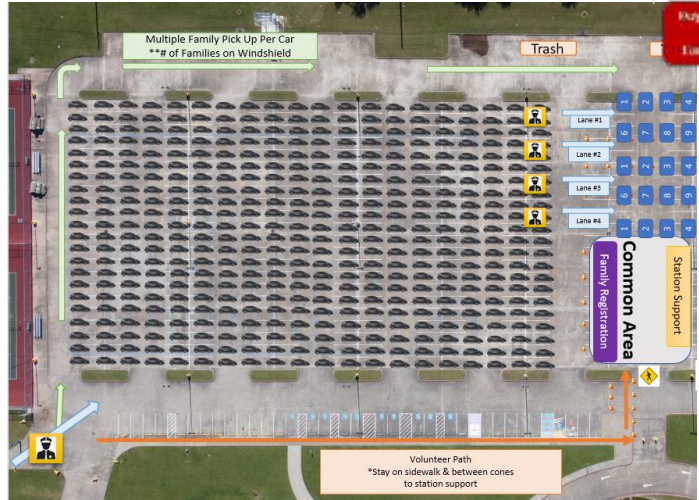 Multiple Family Pick Up Per Car
**# of Families on Windshield
Trash
Lane #1
Lane #2
Lane #3
Lane #4
1 2 3 4
6 7 8 9
1 2 3 4
6 7 8 9
1 2 3 4
Family Registration
Common Area
Station Support
Volunteer Path
*Stay on sidewalk & between cones
to station support